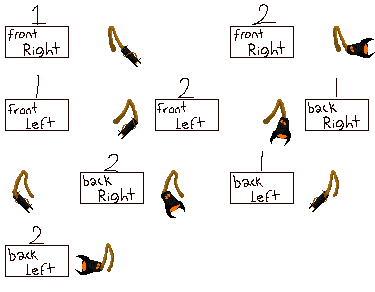 1 2
front Right front Right
1 2 1
front Left front Left back Right
2 1
back Right back Left
2
back Left